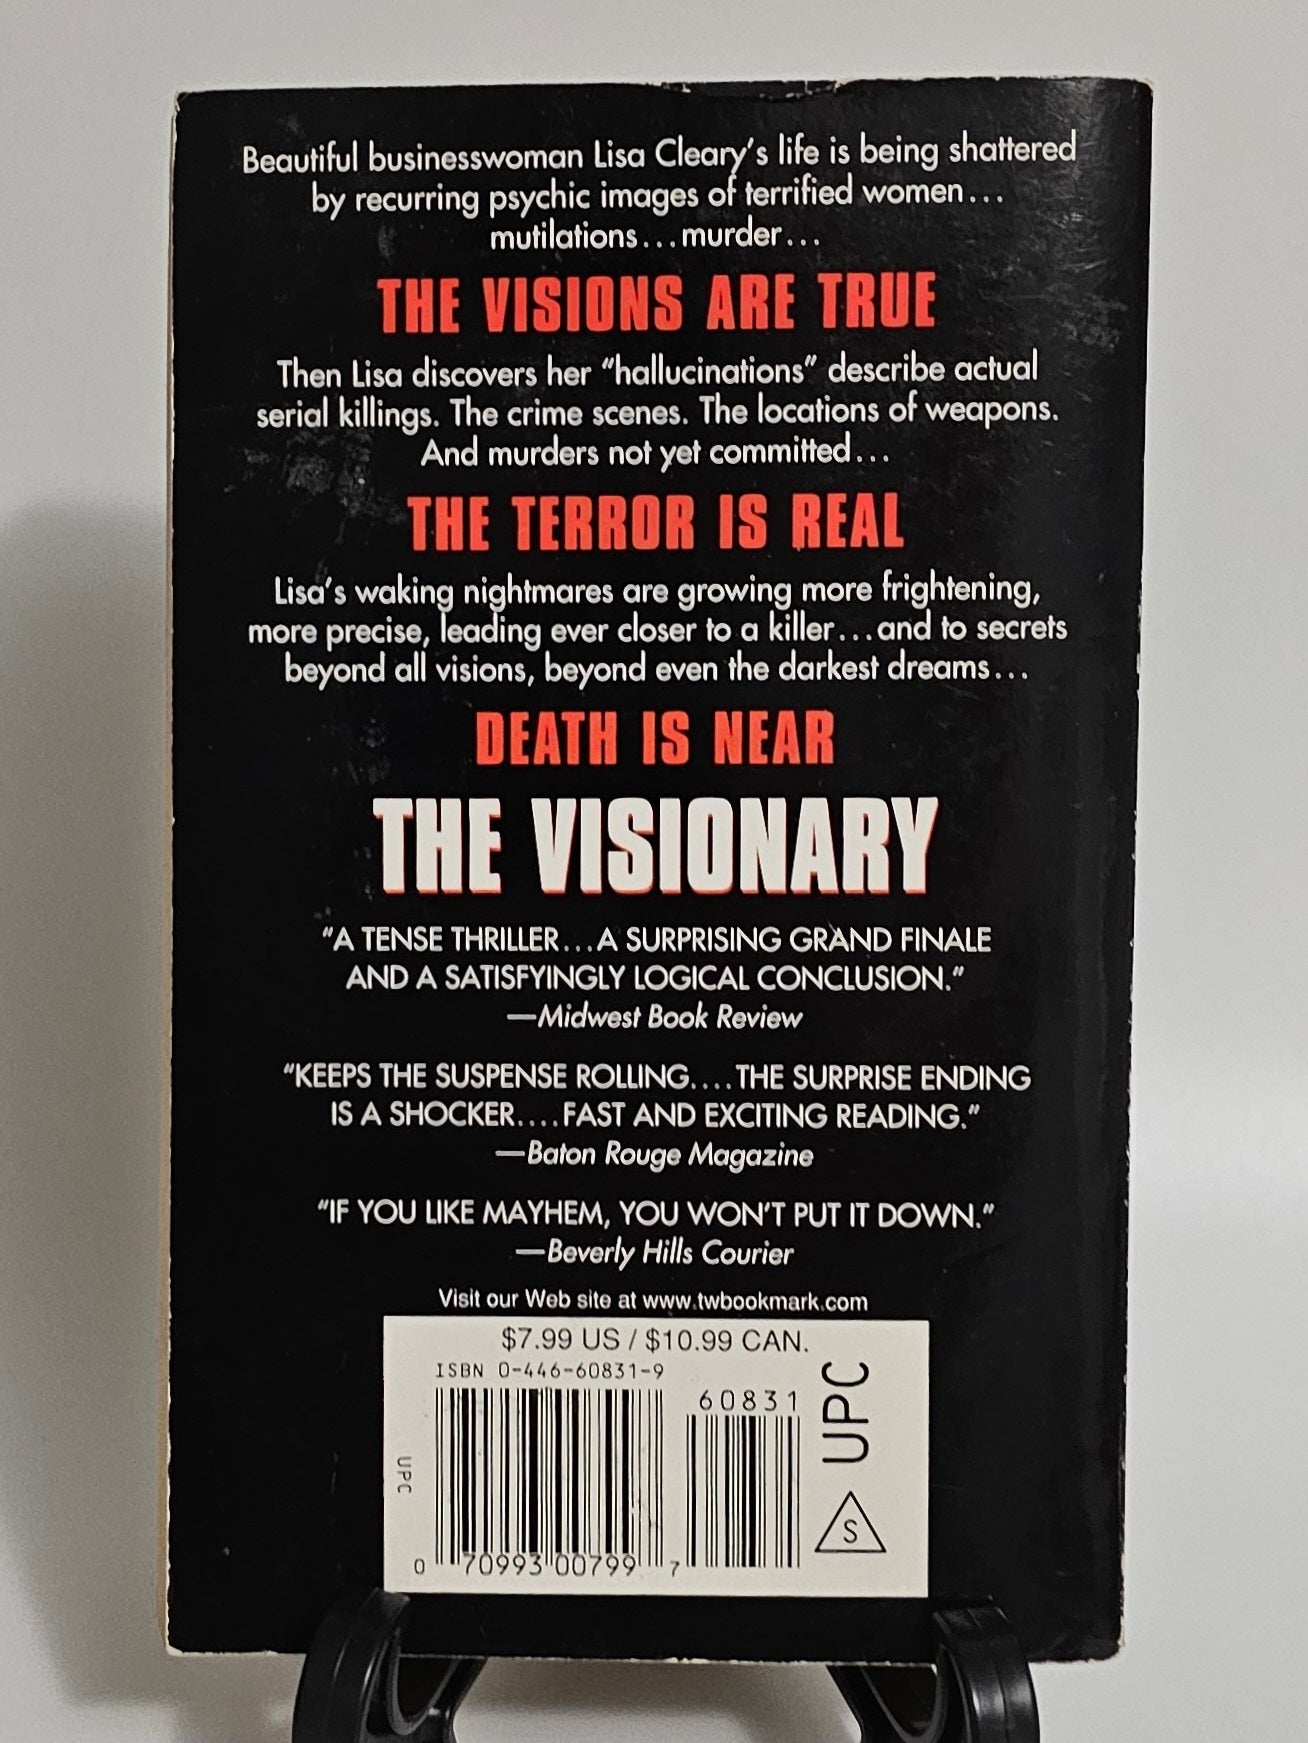 Beautiful businesswoman Lisa Cleary's life is being shattered
by recurring psychic images of terrified women...
mutilations...murder...
THE VISIONS ARE TRUE
Then Lisa discovers her "hallucinations" describe actual
serial killings. The crime scenes. The locations of weapons.
And murders not yet committed...
THE TERROR IS REAL
Lisa's waking nightmares are growing more frightening,
more precise, leading ever closer to a killer...and to secrets
beyond all visions, beyond even the darkest dreams...
DEATH IS NEAR
THE VISIONARY
"A TENSE THRILLER...A SURPRISING GRAND FINALE
AND A SATISFYINGLY LOGICAL CONCLUSION."
—Midwest Book Review
"KEEPS THE SUSPENSE ROLLING....THE SURPRISE ENDING
IS A SHOCKER....FAST AND EXCITING READING."
—Baton Rouge Magazine
"IF YOU LIKE MAYHEM, YOU WON'T PUT IT DOWN."
—Beverly Hills Courier
Visit our Web site at www.twbookmark.com
$7.99 US / $10.99 CAN.
ISBN 0-446-60831-9
60831
UPC
UPC
S
0 70993 00799 7